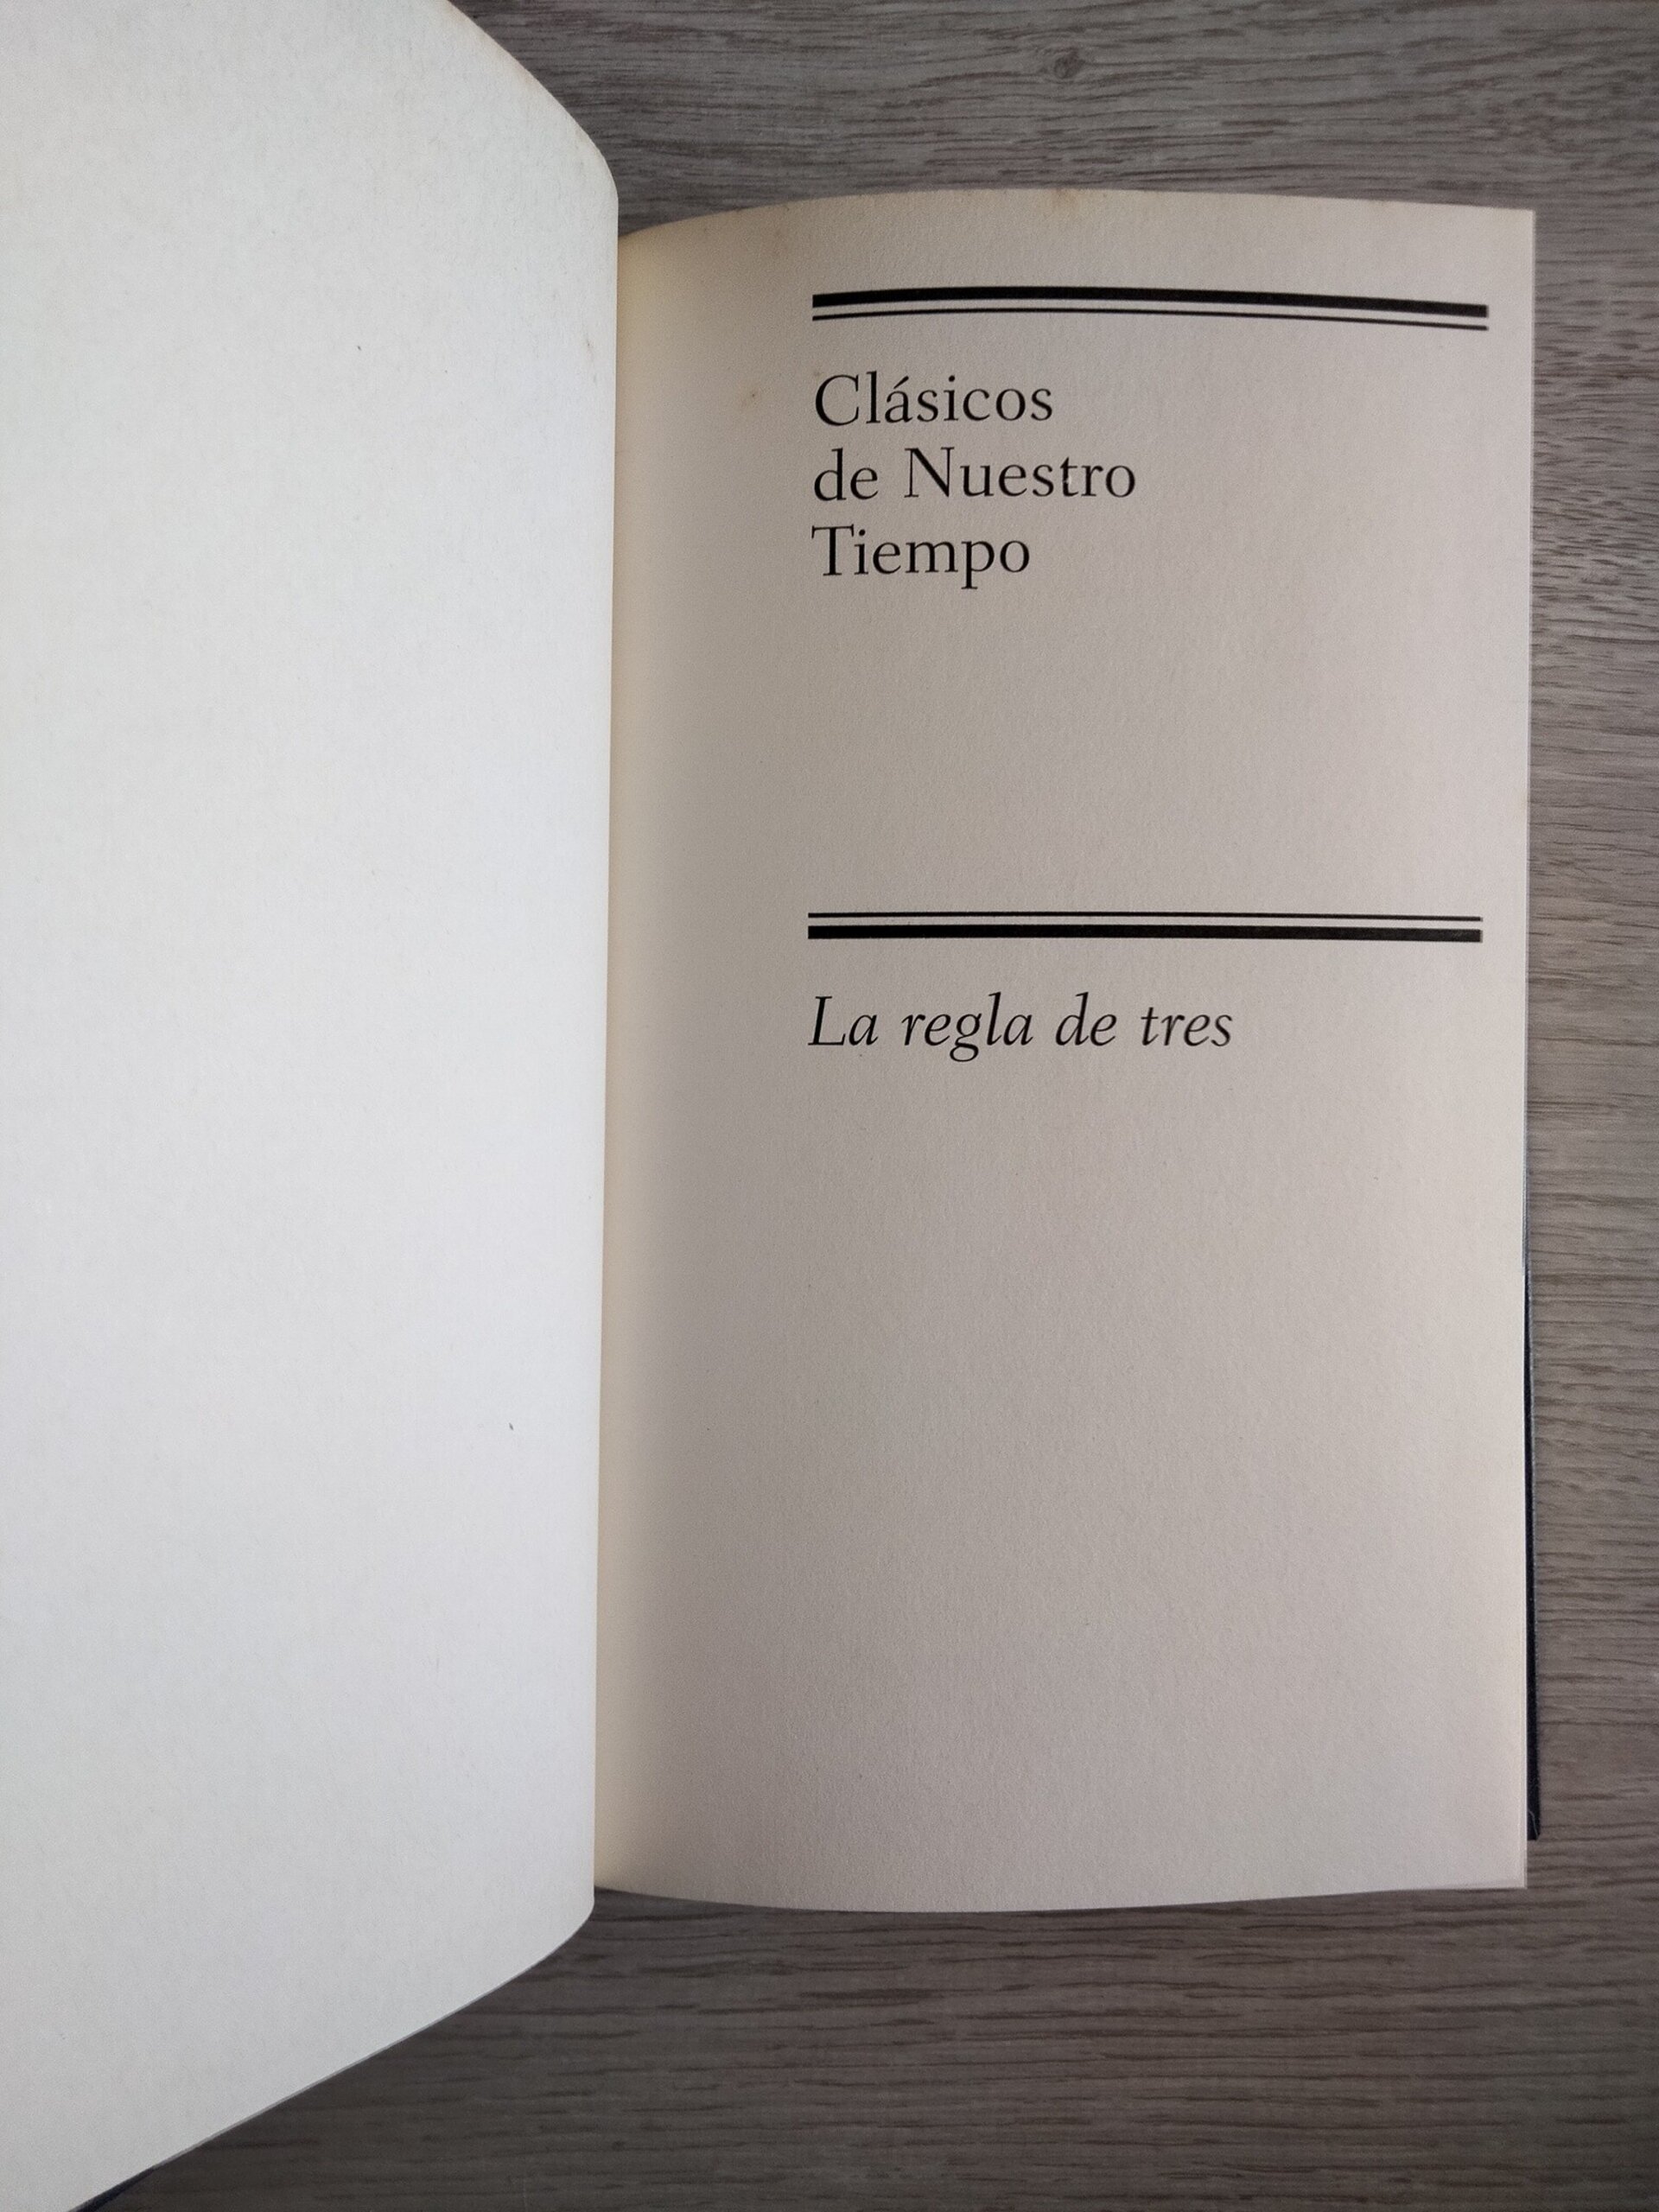 Clásicos
de Nuestro
Tiempo
La regla de tres